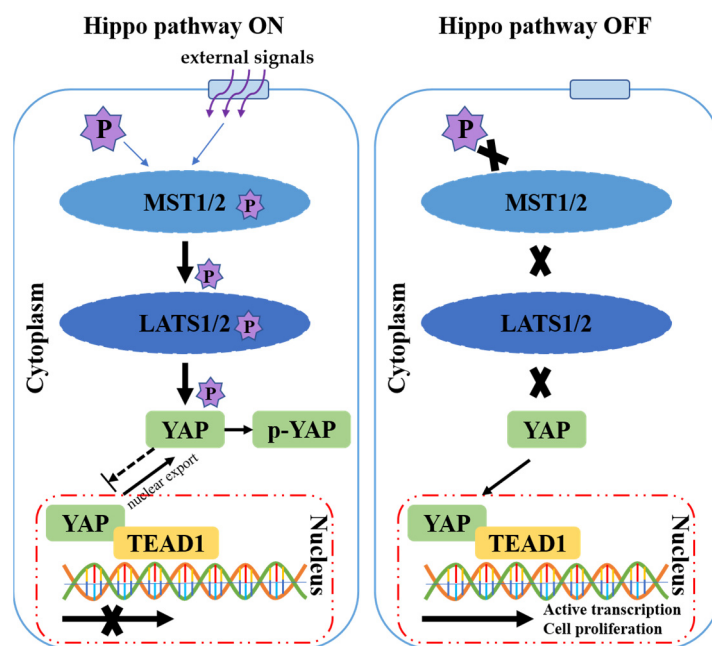 Hippo pathway ON
external signals
P
MST1/2 P
P
LATS1/2 P
P
YAP
p-YAP
nuclear export
Cytoplasm
YAP
TEAD1
Nucleus
Hippo pathway OFF
P
MST1/2
LATS1/2
YAP
Cytoplasm
YAP
TEAD1
Nucleus
Active transcription
Cell proliferation